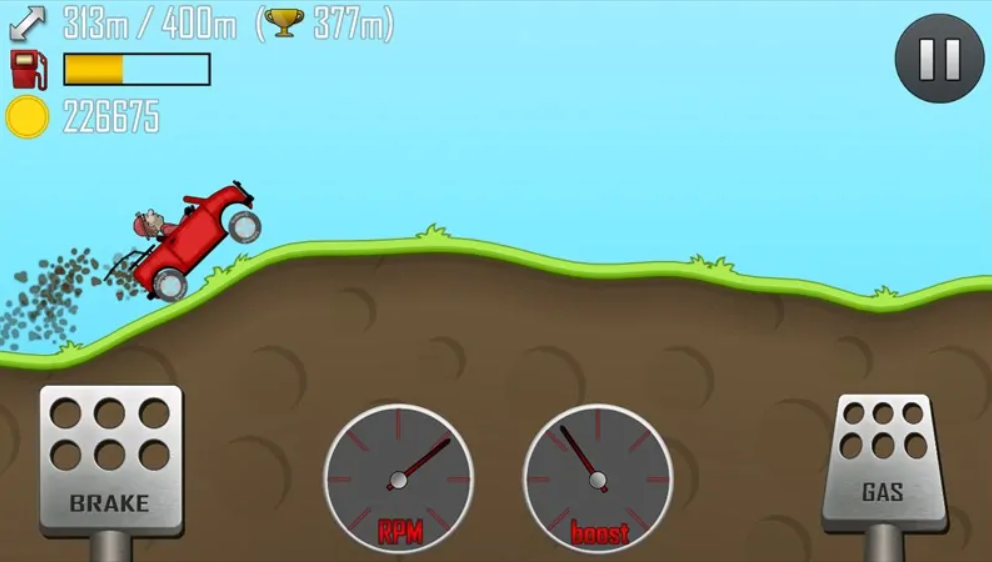 313m / 400m ( 377m)
226675
BRAKE
RPM
boost
GAS